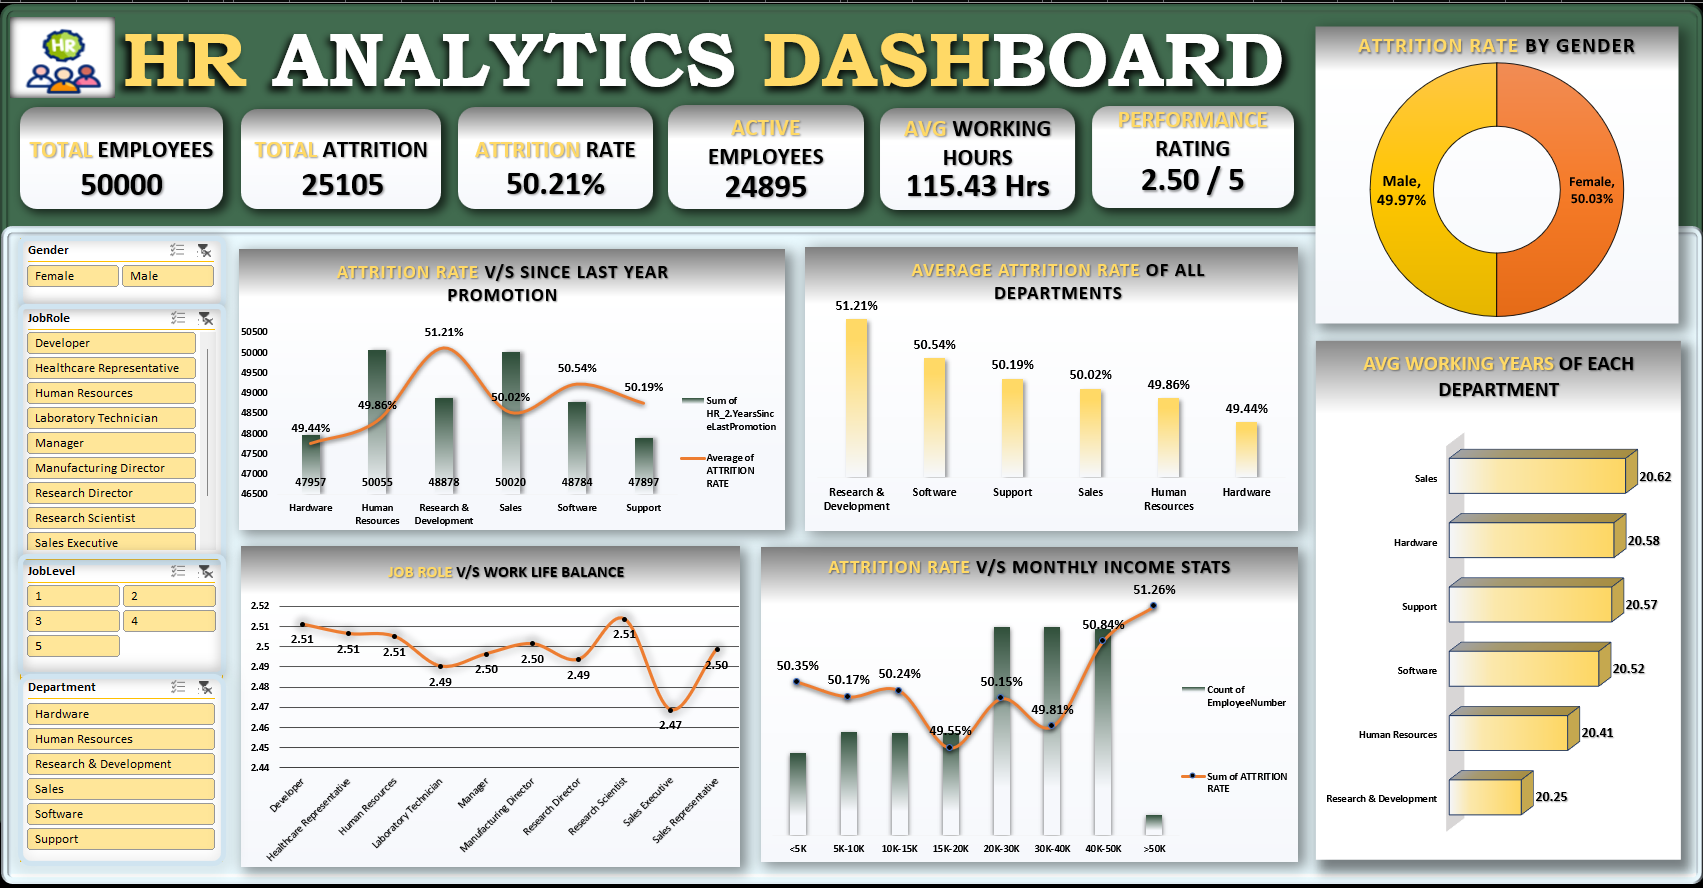 HR
HR ANALYTICS DASHBOARD
TOTAL EMPLOYEES
50000
TOTAL ATTRITION
25105
ATTRITION RATE
50.21%
ACTIVE
EMPLOYEES
24895
AVG WORKING
HOURS
115.43 Hrs
PERFORMANCE
RATING
2.50 / 5
ATTRITION RATE BY GENDER
Male,
49.97%
Female,
50.03%
Gender
Female
Male
JobRole
Developer
Healthcare Representative
Human Resources
Laboratory Technician
Manager
Manufacturing Director
Research Director
Research Scientist
Sales Executive
JobLevel
1
2
3
4
5
Department
Hardware
Human Resources
Research & Development
Sales
Software
Support
ATTRITION RATE V/S SINCE LAST YEAR
PROMOTION
50500
50000
49500
49000
48500
48000
47500
47000
46500
49.44%
49.86%
51.21%
50.02%
50.54%
50.19%
47957
50055
48878
50020
48784
47897
Hardware
Human
Resources
Research &
Development
Sales
Software
Support
Sum of
HR_2.YearsSinc
eLastPromotion
Average of
ATTRITION
RATE
AVERAGE ATTRITION RATE OF ALL
DEPARTMENTS
51.21%
50.54%
50.19%
50.02%
49.86%
49.44%
Research &
Development
Software
Support
Sales
Human
Resources
Hardware
JOB ROLE V/S WORK LIFE BALANCE
2.52
2.51
2.5
2.49
2.48
2.47
2.46
2.45
2.44
2.51
2.51
2.51
2.49
2.50
2.50
2.49
2.51
2.47
2.50
Developer
Healthcare Representative
Human Resources
Laboratory Technician
Manager
Manufacturing Director
Research Director
Research Scientist
Sales Executive
Sales Representative
ATTRITION RATE V/S MONTHLY INCOME STATS
50.35%
50.17%
50.24%
49.55%
50.15%
49.81%
50.84%
51.26%
<5K
5K-10K
10K-15K
15K-20K
20K-30K
30K-40K
40K-50K
>50K
Count of
EmployeeNumber
Sum of ATTRITION
RATE
AVG WORKING YEARS OF EACH
DEPARTMENT
Sales
20.62
Hardware
20.58
Support
20.57
Software
20.52
Human Resources
20.41
Research & Development
20.25